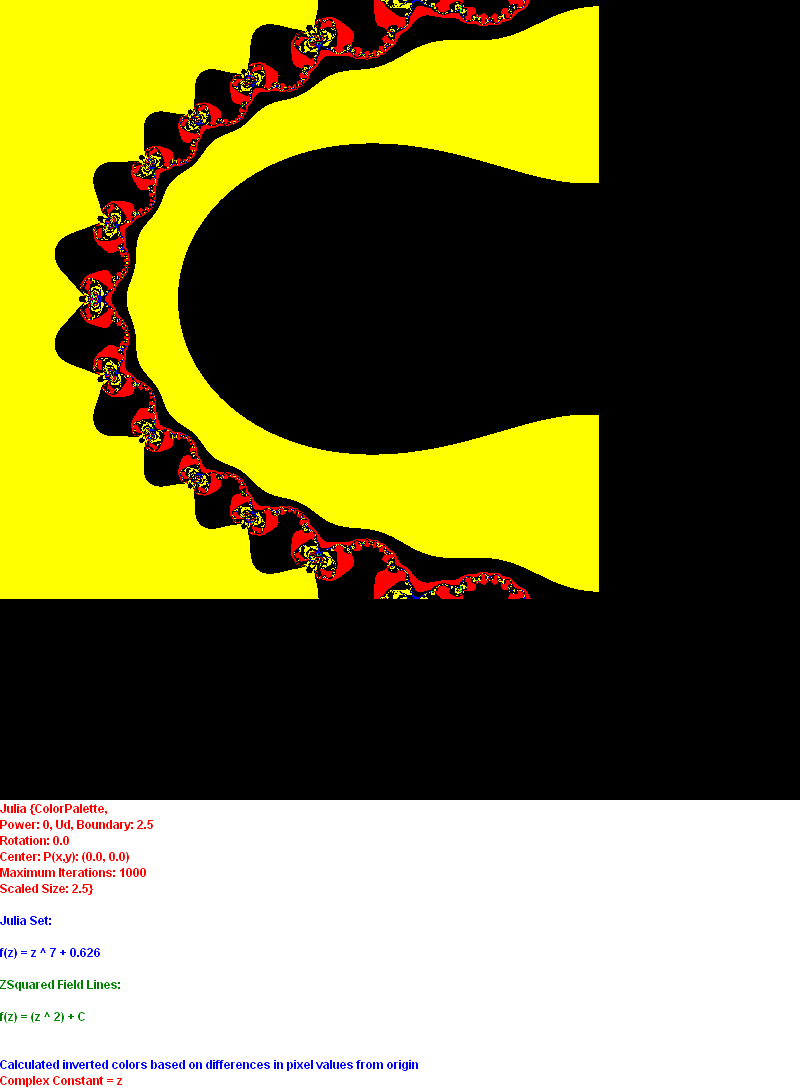 Julia {ColorPalette,
Power: 0, Ud, Boundary: 2.5
Rotation: 0.0
Center: P(x,y): (0.0, 0.0)
Maximum Iterations: 1000
Scaled Size: 2.5}
Julia Set:
f(z) = z ^ 7 + 0.626
ZSquared Field Lines:
f(z) = (z ^ 2) + C
Calculated inverted colors based on differences in pixel values from origin
Complex Constant = z